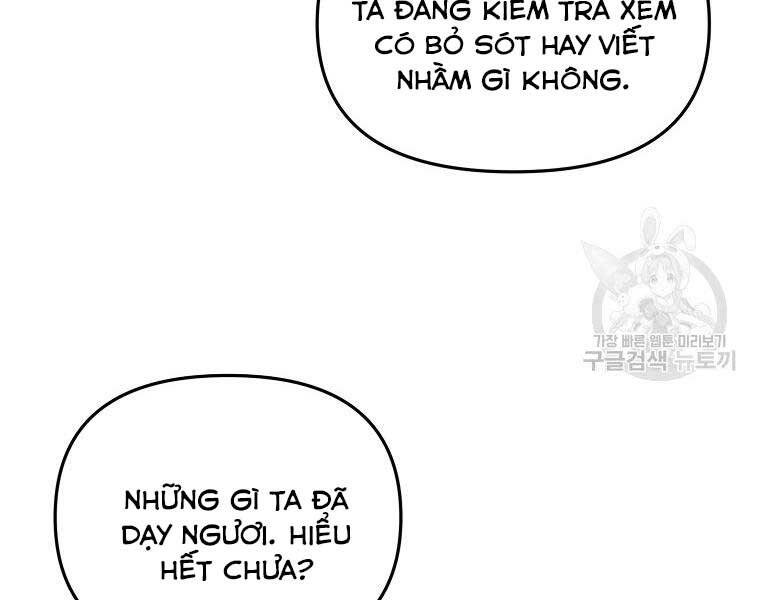 TA ĐANG KIỂM TRA XEM
CÓ BỎ SÓT HAY VIẾT
NHẦM GÌ KHÔNG.
가장 빠른 웹툰 미리보기
구글검색 뉴토끼
NHỮNG GÌ TA ĐÃ
DẠY NGƯƠI. HIỂU
HẾT CHƯA?